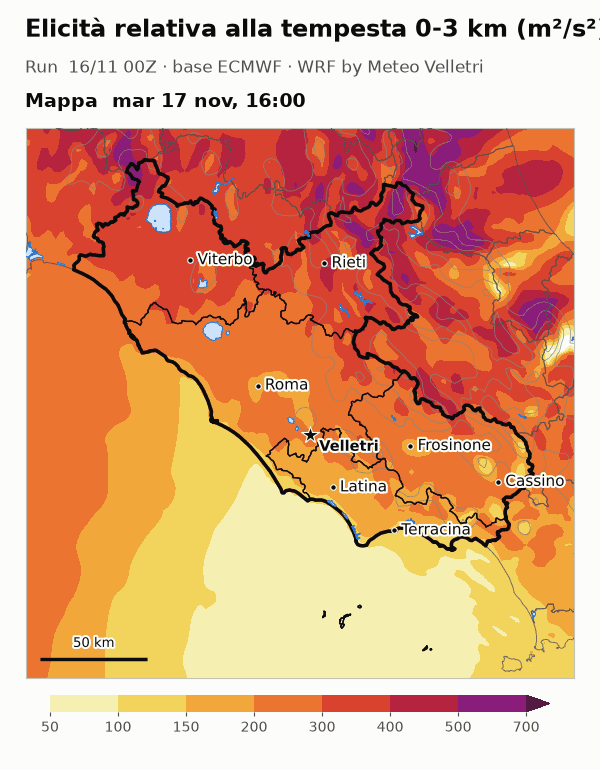 Elicità relativa alla tempesta 0-3 km (m²/s²)
Run 16/11 00Z · base ECMWF · WRF by Meteo Velletri
Mappa mar 17 nov, 16:00
Viterbo
Rieti
Roma
Velletri
Frosinone
Cassino
Latina
Terracina
50 km
50 100 150 200 300 400 500 700